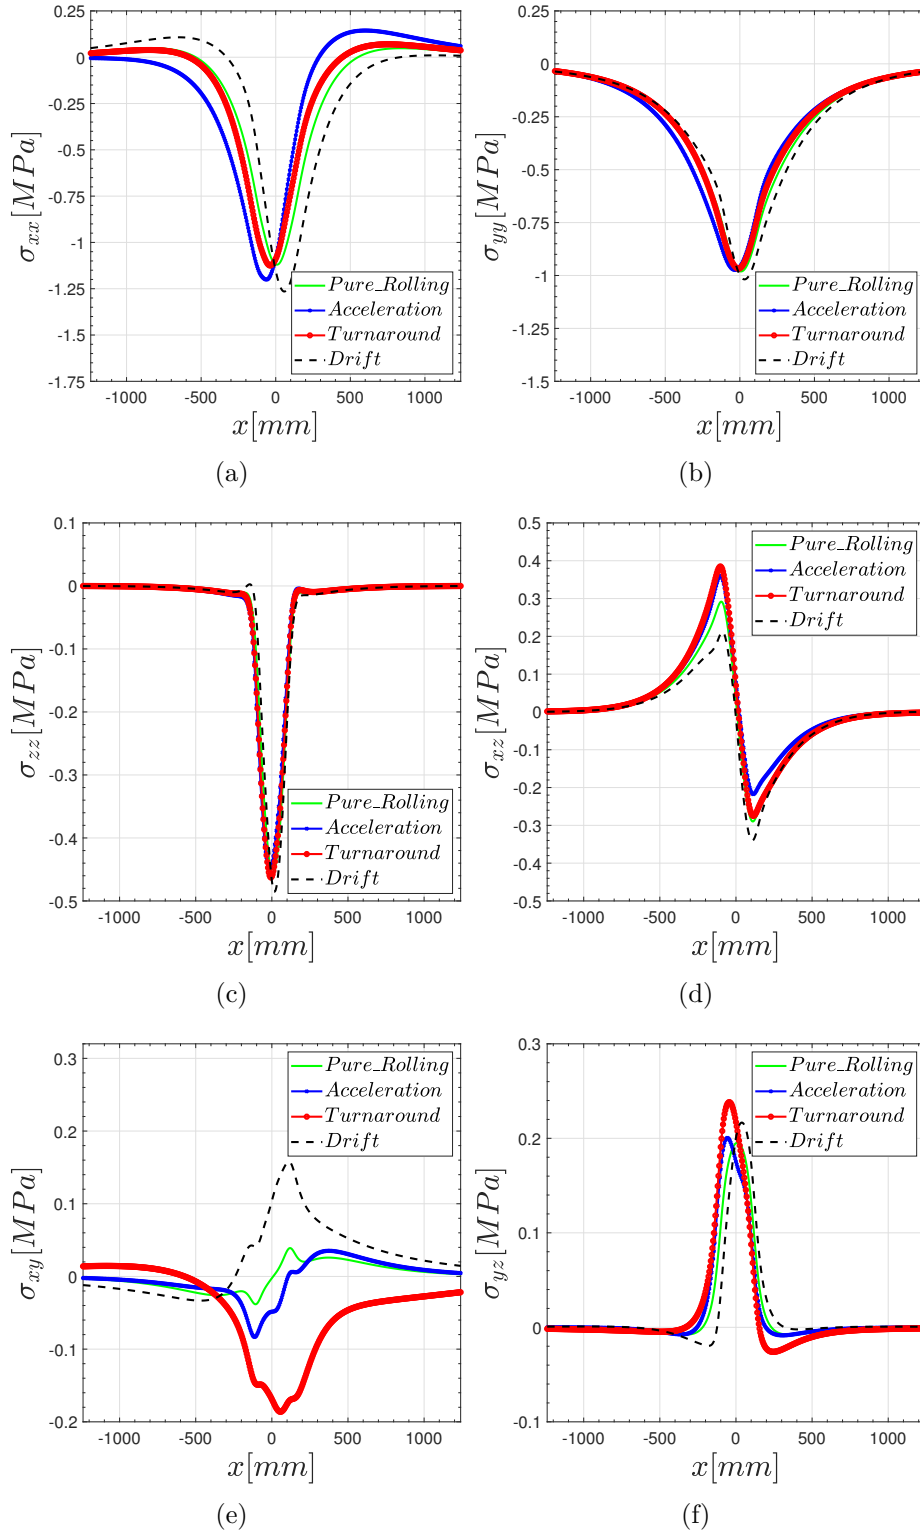 0.25
0
-0.25
-0.5
-0.75
-1
-1.25
-1.5
-1.75
σxx[MPa]
-1000 -500 0 500 1000
x[mm]
Pure_Rolling
Acceleration
Turnaround
Drift
(a)
0.25
0
-0.25
-0.5
-0.75
-1
-1.25
-1.5
σyy[MPa]
-1000 -500 0 500 1000
x[mm]
Pure_Rolling
Acceleration
Turnaround
Drift
(b)
0.1
0
-0.1
-0.2
-0.3
-0.4
-0.5
σzz[MPa]
-1000 -500 0 500 1000
x[mm]
Pure_Rolling
Acceleration
Turnaround
Drift
(c)
0.5
0.4
0.3
0.2
0.1
0
-0.1
-0.2
-0.3
-0.4
-0.5
σxz[MPa]
-1000 -500 0 500 1000
x[mm]
Pure_Rolling
Acceleration
Turnaround
Drift
(d)
0.3
0.2
0.1
0
-0.1
-0.2
σxy[MPa]
-1000 -500 0 500 1000
x[mm]
Pure_Rolling
Acceleration
Turnaround
Drift
(e)
0.3
0.2
0.1
0
-0.1
σyz[MPa]
-1000 -500 0 500 1000
x[mm]
Pure_Rolling
Acceleration
Turnaround
Drift
(f)